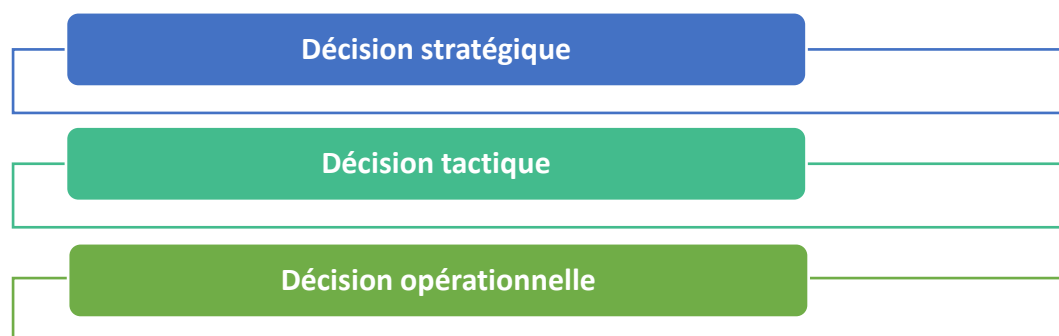 Décision stratégique
Décision tactique
Décision opérationnelle